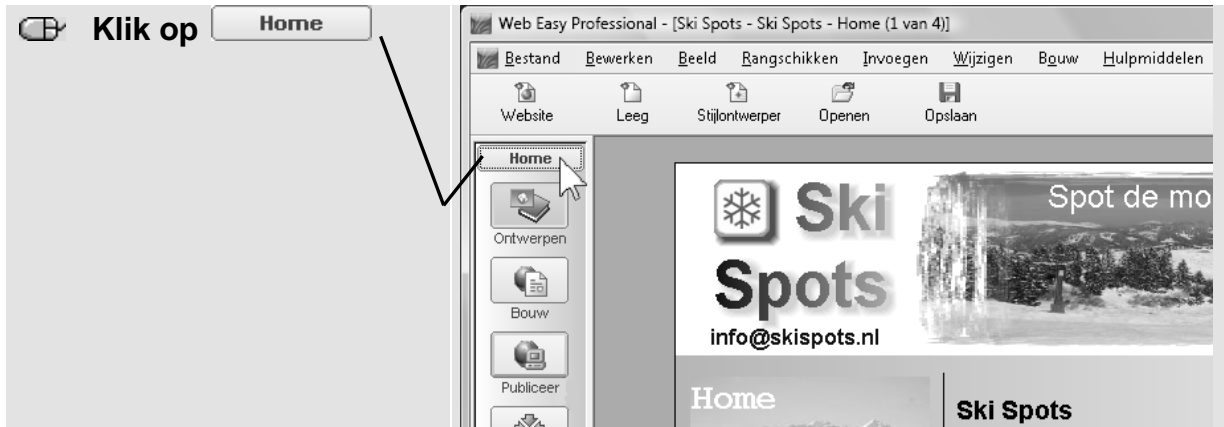 Klik op Home
Web Easy Professional - [Ski Spots - Ski Spots - Home (1 van 4)]
Bestand Bewerken Beeld Rangschikken Invoegen Wijzigen Bouw Hulpmiddelen
Website Leeg Stijlontwerper Openen Opslaan
Home
Ontwerpen
Bouw
Publiceer
Ski
Spots
info@skispots.nl
Spot de mo
Home
Ski Spots